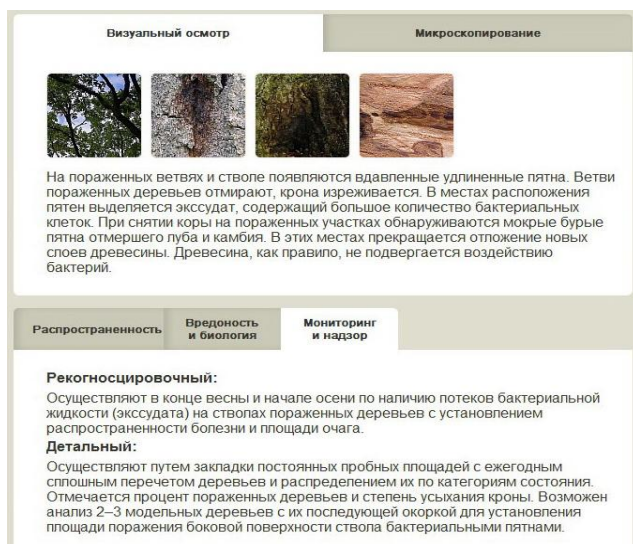 Визуальный осмотр
Микроскопирование
На пораженных ветвях и стволе появляются вдавленные удлиненные пятна. Ветви
пораженных деревьев отмирают, крона изреживается. В местах расположения
пятен выделяется экссудат, содержащий большое количество бактериальных
клеток. При снятии коры на пораженных участках обнаруживаются мокрые бурые
пятна отмершего луба и камбия. В этих местах прекращается отложение новых
слоев древесины. Древесина, как правило, не подвергается воздействию
бактерий.
Распространенность
Вредоность
и биология
Мониторинг
и надзор
Рекогносцировочный:
Осуществляют в конце весны и начале осени по наличию потеков бактериальной
жидкости (экссудата) на стволах пораженных деревьев с установлением
распространенности болезни и площади очага.
Детальный:
Осуществляют путем закладки постоянных пробных площадей с ежегодным
сплошным перечетом деревьев и распределением их по категориям состояния.
Отмечается процент пораженных деревьев и степень усыхания кроны. Возможен
анализ 2–3 модельных деревьев с их последующей окоркой для установления
площади поражения боковой поверхности ствола бактериальными пятнами.